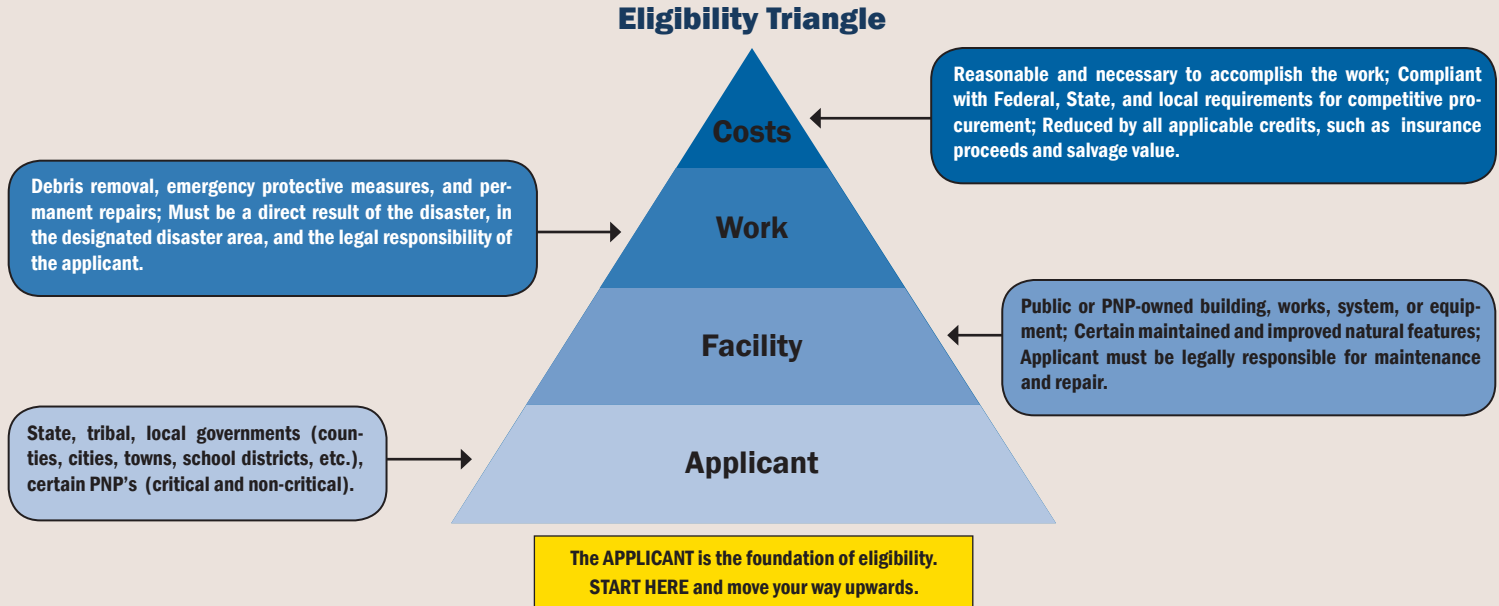 Eligibility Triangle
Costs
Reasonable and necessary to accomplish the work; Compliant
with Federal, State, and local requirements for competitive pro-
curement; Reduced by all applicable credits, such as insurance
proceeds and salvage value.
Work
Debris removal, emergency protective measures, and per-
manent repairs; Must be a direct result of the disaster, in
the designated disaster area, and the legal responsibility of
the applicant.
Facility
Public or PNP-owned building, works, system, or equip-
ment; Certain maintained and improved natural features;
Applicant must be legally responsible for maintenance
and repair.
Applicant
State, tribal, local governments (coun-
ties, cities, towns, school districts, etc.),
certain PNP's (critical and non-critical).
The APPLICANT is the foundation of eligibility.
START HERE and move your way upwards.